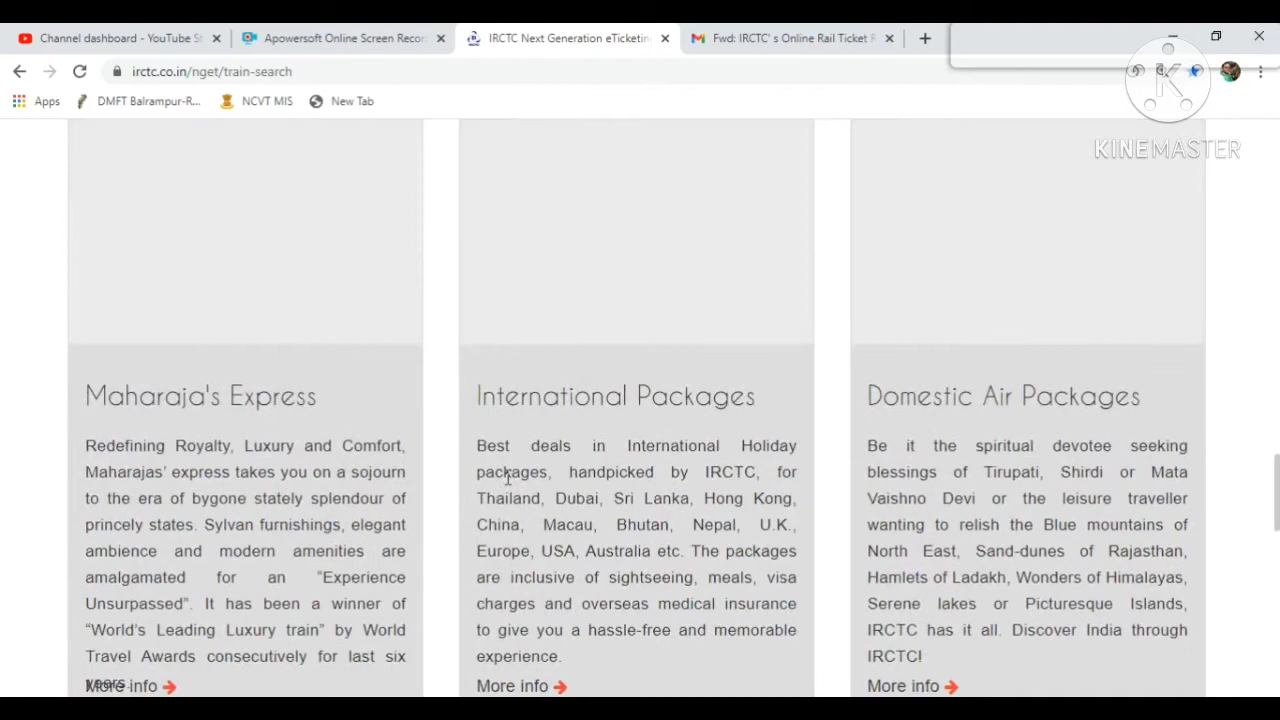 Channel dashboard - YouTube St
Apowersoft Online Screen Recor
IRCTC Next Generation eTicketin
Fwd: IRCTC' s Online Rail Ticket R
irctc.co.in/nget/train-search
Apps
DMFT Balrampur-R...
NCVT MIS
New Tab
KINEMASTER
Maharaja's Express
Redefining Royalty, Luxury and Comfort,
Maharajas' express takes you on a sojourn
to the era of bygone stately splendour of
princely states. Sylvan furnishings, elegant
ambience and modern amenities are
amalgamated for an “Experience
Unsurpassed”. It has been a winner of
“World's Leading Luxury train” by World
Travel Awards consecutively for last six
years.
More info
International Packages
Best deals in International Holiday
packages, handpicked by IRCTC, for
Thailand, Dubai, Sri Lanka, Hong Kong,
China, Macau, Bhutan, Nepal, U.K.,
Europe, USA, Australia etc. The packages
are inclusive of sightseeing, meals, visa
charges and overseas medical insurance
to give you a hassle-free and memorable
experience.
More info
Domestic Air Packages
Be it the spiritual devotee seeking
blessings of Tirupati, Shirdi or Mata
Vaishno Devi or the leisure traveller
wanting to relish the Blue mountains of
North East, Sand-dunes of Rajasthan,
Hamlets of Ladakh, Wonders of Himalayas,
Serene lakes or Picturesque Islands,
IRCTC has it all. Discover India through
IRCTC!
More info